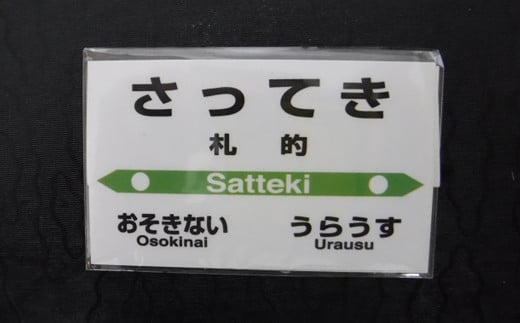 さってき
札的
Satteki
おそきない うらうす
Osokinai Urausu